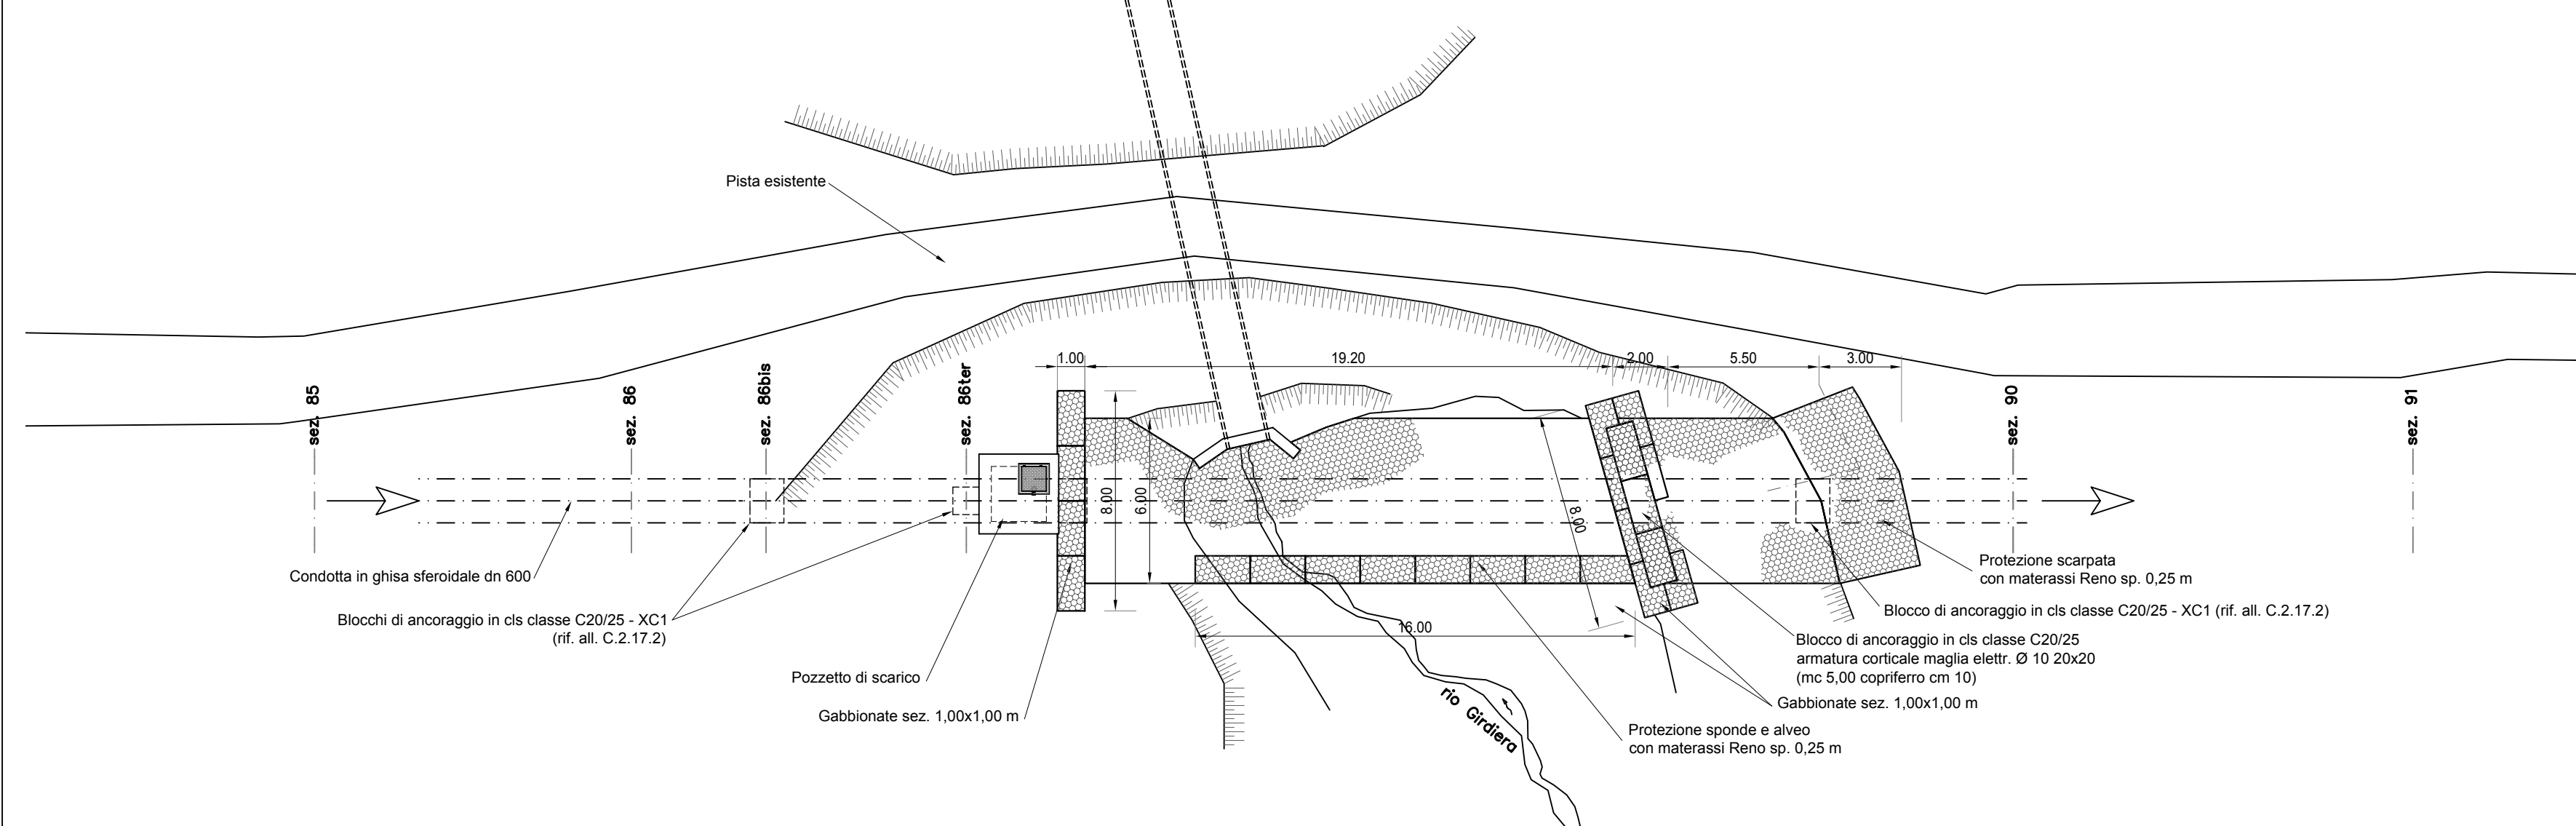 Pista esistente
1.00
19.20
2.00
5.50
3.00
sez. 85
sez. 86
sez. 86bis
sez. 86ter
sez. 90
sez. 91
8.00
6.00
8.00
16.00
Condotta in ghisa sferoidale dn 600
Blocchi di ancoraggio in cls classe C20/25 - XC1
(rif. all. C.2.17.2)
Pozzetto di scarico
Gabbionate sez. 1,00x1,00 m
rio Girdiera
Protezione scarpata
con materassi Reno sp. 0,25 m
Blocco di ancoraggio in cls classe C20/25 - XC1 (rif. all. C.2.17.2)
Blocco di ancoraggio in cls classe C20/25
armatura corticale maglia elettr. Ø 10 20x20
(mc 5,00 copriferro cm 10)
Gabbionate sez. 1,00x1,00 m
Protezione sponde e alveo
con materassi Reno sp. 0,25 m